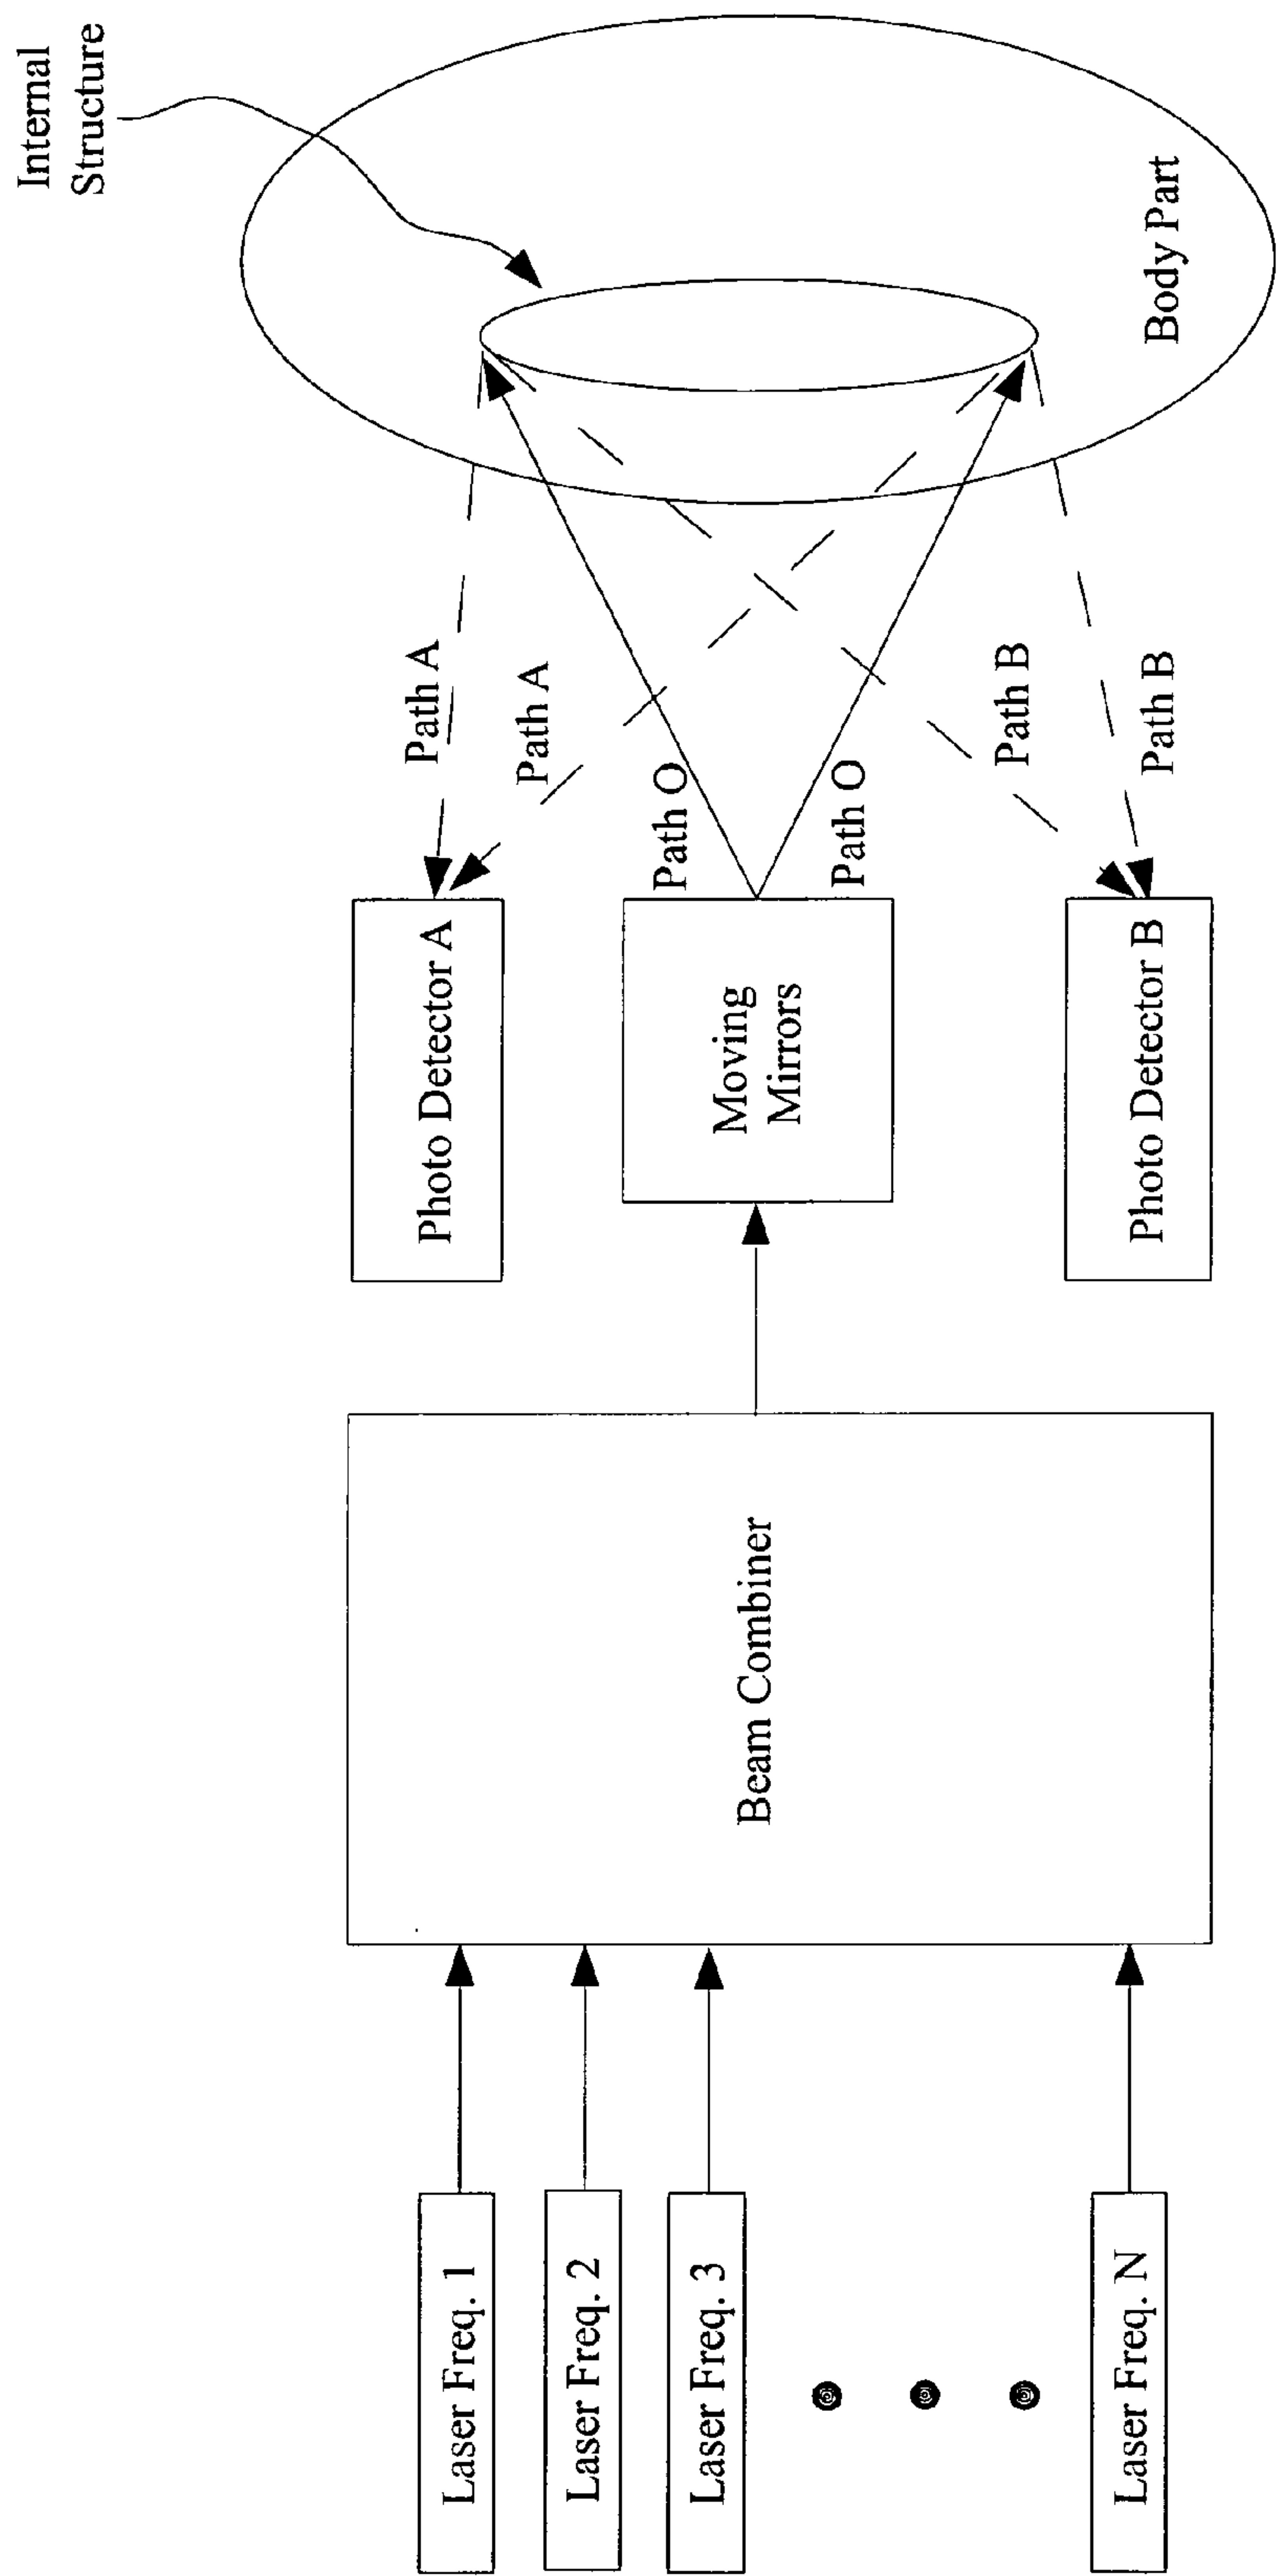 Internal
Structure
Body Part
Path A
Path A
Path O
Path O
Path B
Path B
Photo Detector A
Moving
Mirrors
Photo Detector B
Beam Combiner
Laser Freq. 1
Laser Freq. 2
Laser Freq. 3
Laser Freq. N